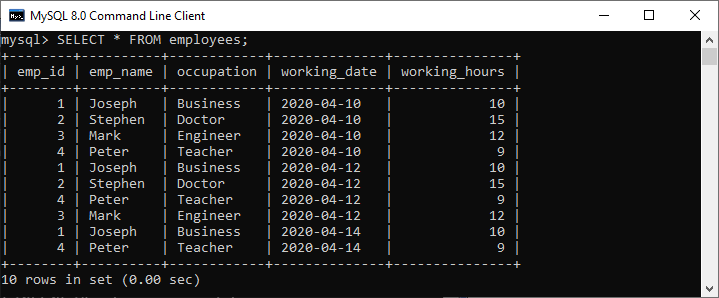 MySQL 8.0 Command Line Client
mysql> SELECT * FROM employees;
+--------+----------+------------+--------------+---------------+
| emp_id | emp_name | occupation | working_date | working_hours |
+--------+----------+------------+--------------+---------------+
|      1 | Joseph   | Business   | 2020-04-10   |            10 |
|      2 | Stephen  | Doctor     | 2020-04-10   |            15 |
|      3 | Mark     | Engineer   | 2020-04-10   |            12 |
|      4 | Peter    | Teacher    | 2020-04-10   |             9 |
|      1 | Joseph   | Business   | 2020-04-12   |            10 |
|      2 | Stephen  | Doctor     | 2020-04-12   |            15 |
|      4 | Peter    | Teacher    | 2020-04-12   |             9 |
|      3 | Mark     | Engineer   | 2020-04-12   |            12 |
|      1 | Joseph   | Business   | 2020-04-14   |            10 |
|      4 | Peter    | Teacher    | 2020-04-14   |             9 |
+--------+----------+------------+--------------+---------------+
10 rows in set (0.00 sec)